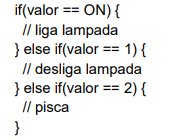 if(valor == ON) {
// liga lampada
} else if(valor == 1) {
// desliga lampada
} else if(valor == 2) {
// pisca
}